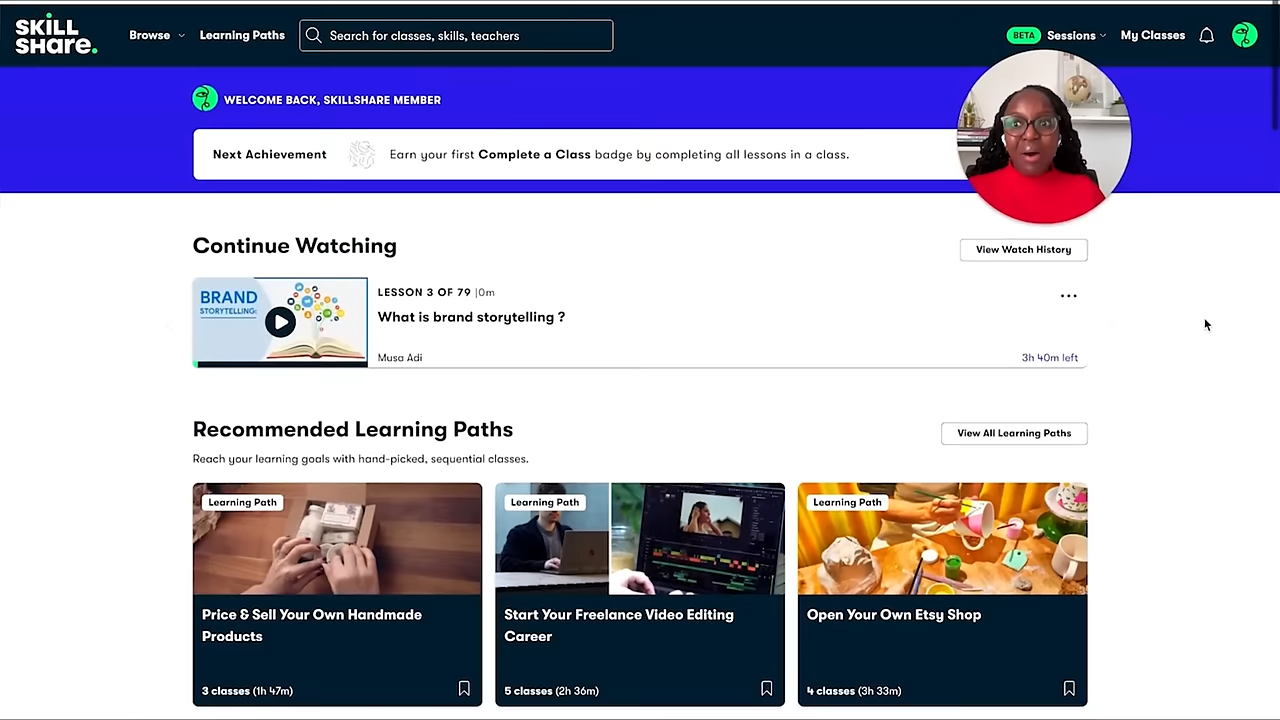 SKILL
SHARE.
Browse
Learning Paths
Search for classes, skills, teachers
BETA
Sessions
My Classes
WELCOME BACK, SKILLSHARE MEMBER
Next Achievement
Earn your first Complete a Class badge by completing all lessons in a class.
Continue Watching
View Watch History
BRAND
STORYTELLING:
LESSON 3 OF 79 |0m
What is brand storytelling ?
Musa Adi
3h 40m left
Recommended Learning Paths
View All Learning Paths
Reach your learning goals with hand-picked, sequential classes.
Learning Path
Learning Path
Learning Path
Price & Sell Your Own Handmade
Products
Start Your Freelance Video Editing
Career
Open Your Own Etsy Shop
3 classes (1h 47m)
5 classes (2h 36m)
4 classes (3h 33m)